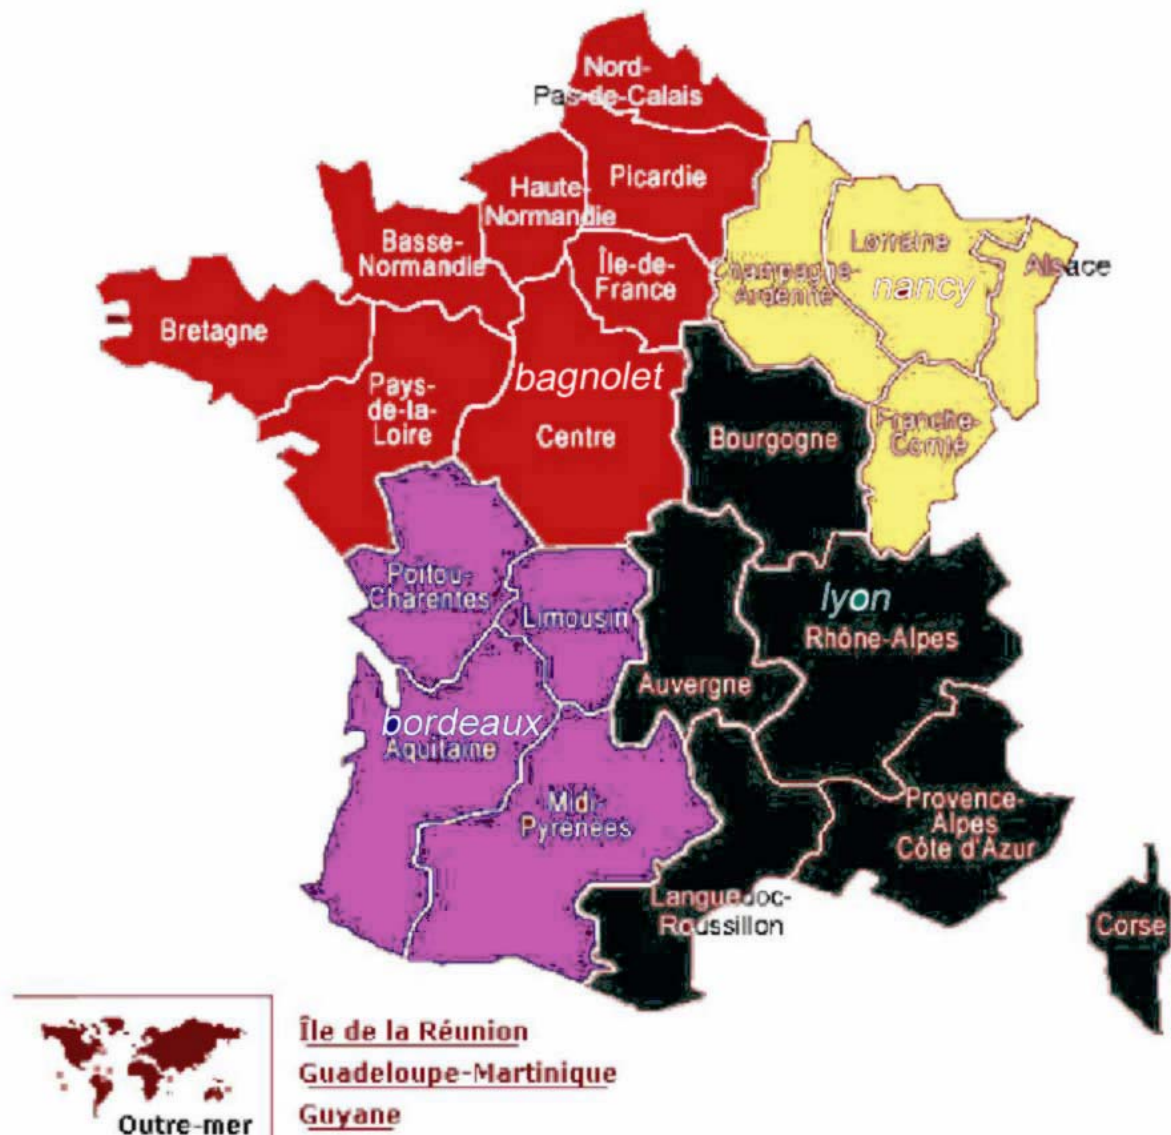 Nord-
Pas-de-Calais
Picardie
Haute-
Normandie
Basse-
Normandie
Île-de-
France
Champagne-
Ardenne
Lorraine
nancy
Alsace
Bretagne
Pays-
de-la-
Loire
bagnolet
Centre
Bourgogne
Franche-
Comté
Poitou-
Charentes
Limousin
lyon
Rhône-Alpes
Auvergne
bordeaux
Aquitaine
Midi-
Pyrénées
Provence-
Alpes
Côte d'Azur
Languedoc-
Roussillon
Corse
Île de la Réunion
Guadeloupe-Martinique
Guyane
Outre-mer